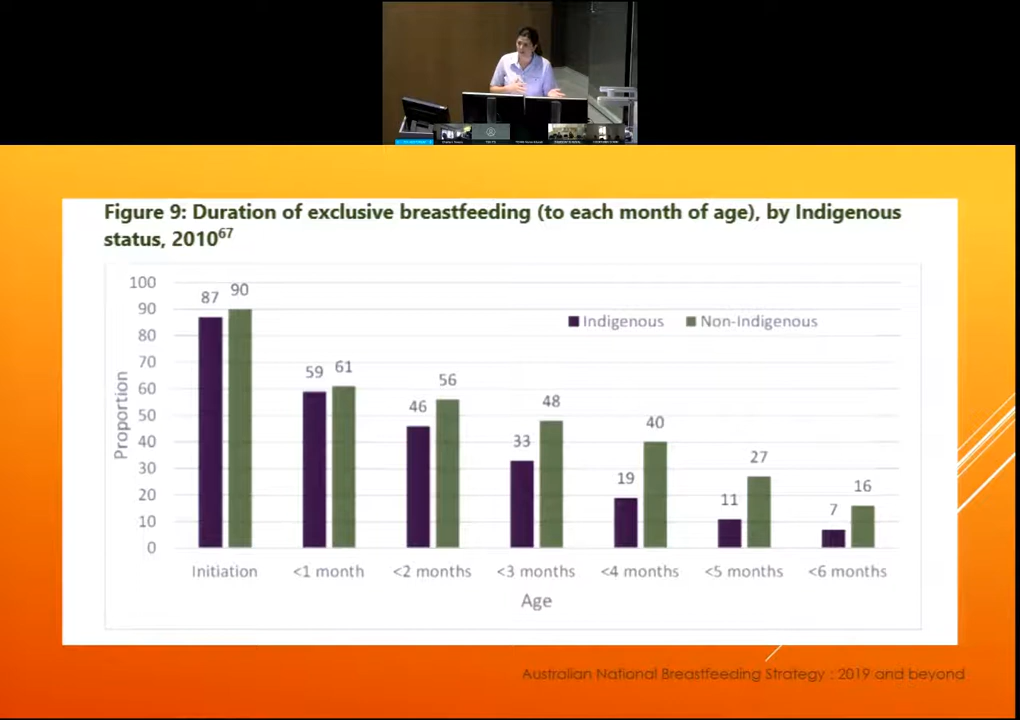 Figure 9: Duration of exclusive breastfeeding (to each month of age), by Indigenous
status, 2010⁶⁷
100
90
80
70
60
50
40
30
20
10
0
Proportion
87 90
59 61
46 56
33 48
19 40
11 27
7 16
Indigenous Non-Indigenous
Initiation <1 month <2 months <3 months <4 months <5 months <6 months
Age
Australian National Breastfeeding Strategy : 2019 and beyond